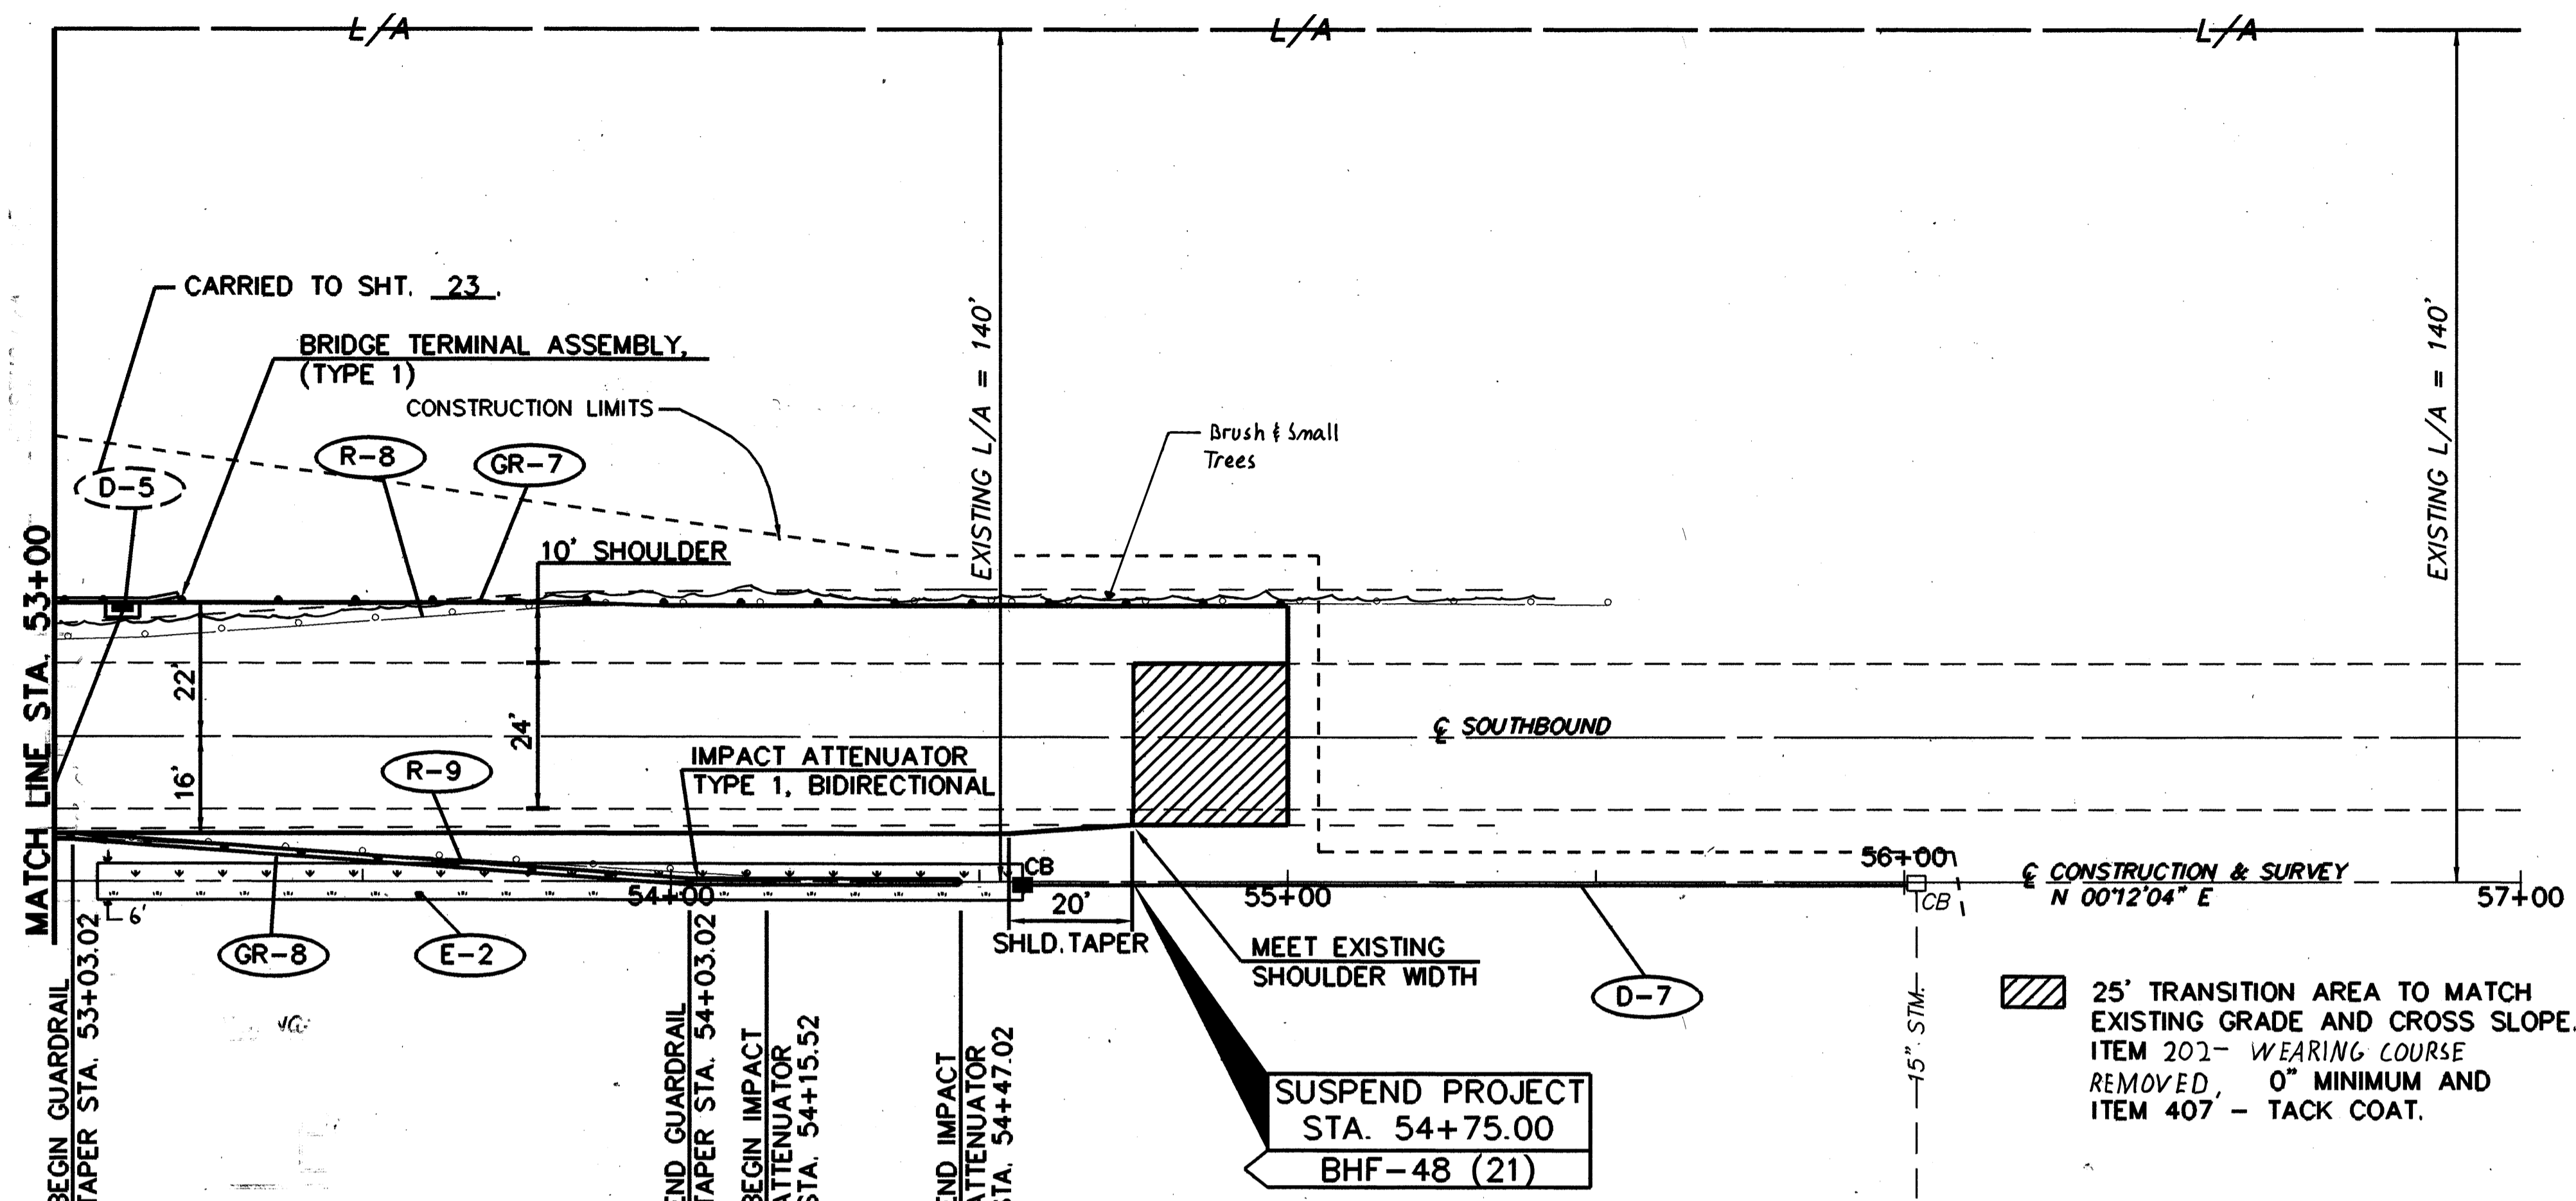 L/A
L/A
L/A
CARRIED TO SHT. 23.
BRIDGE TERMINAL ASSEMBLY,
(TYPE 1)
CONSTRUCTION LIMITS
R-8
GR-7
D-5
10' SHOULDER
EXISTING L/A = 140'
Brush & Small
Trees
EXISTING L/A = 140'
MATCH LINE STA. 53+00
22'
16'
24'
R-9
IMPACT ATTENUATOR
TYPE 1, BIDIRECTIONAL
℄ SOUTHBOUND
6'
GR-8
E-2
54+00
CB
20'
SHLD. TAPER
55+00
MEET EXISTING
SHOULDER WIDTH
D-7
56+00
CB
15" STM.
℄ CONSTRUCTION & SURVEY
N 00°12'04" E
57+00
BEGIN GUARDRAIL
TAPER STA. 53+03.02
END GUARDRAIL
TAPER STA. 54+03.02
BEGIN IMPACT
ATTENUATOR
STA. 54+15.52
END IMPACT
ATTENUATOR
STA. 54+47.02
SUSPEND PROJECT
STA. 54+75.00
BHF-48 (21)
25' TRANSITION AREA TO MATCH
EXISTING GRADE AND CROSS SLOPE.
ITEM 202- WEARING COURSE
REMOVED, 0" MINIMUM AND
ITEM 407 - TACK COAT.